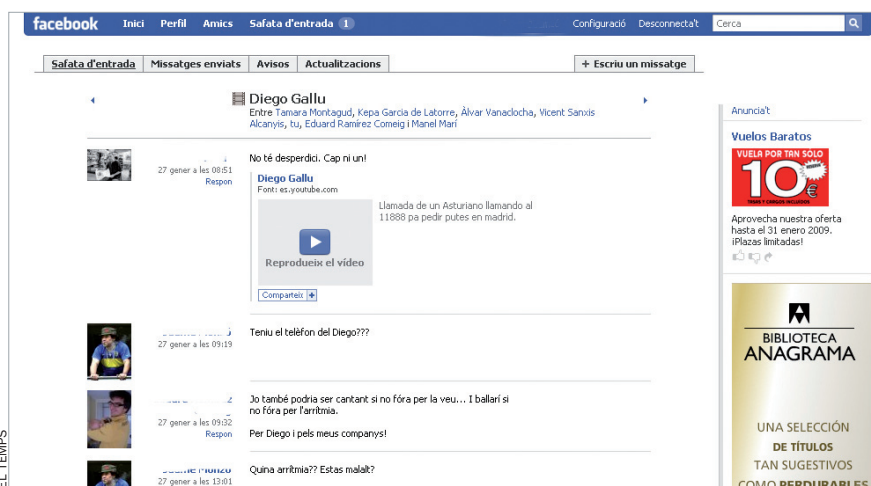 facebook Inici Perfil Amics Safata d'entrada 1 Configuració Desconnecta't Cerca
Safata d'entrada Missatges enviats Avisos Actualitzacions + Escriu un missatge
Diego Gallu
Entre Tamara Montagud, Kepa Garcia de Latorre, Àlvar Vanaclocha, Vicent Sanxis
Alcanyis, tu, Eduard Ramírez Comeig i Manel Marí
27 gener a les 08:51
Respon
No té desperdici. Cap ni un!
Diego Gallu
Font: es.youtube.com
Llamada de un Asturiano llamando al
11888 pa pedir putes en madrid.
Reprodueix el vídeo
Comparteix +
27 gener a les 09:19
Teniu el telèfon del Diego???
27 gener a les 09:32
Respon
Jo també podria ser cantant si no fóra per la veu... I ballarí si
no fóra per l'arrítmia.
Per Diego i pels meus companys!
27 gener a les 13:01
Quina arrítmia?? Estas malalt?
Anuncia't
Vuelos Baratos
VUELA POR TAN SOLO
10€
TASAS Y CARGOS INCLUIDOS
Aprovecha nuestra oferta
hasta el 31 enero 2009.
¡Plazas limitadas!
BIBLIOTECA
ANAGRAMA
UNA SELECCIÓN
DE TÍTULOS
TAN SUGESTIVOS
COMO PERDURABLES
EL TEMPS